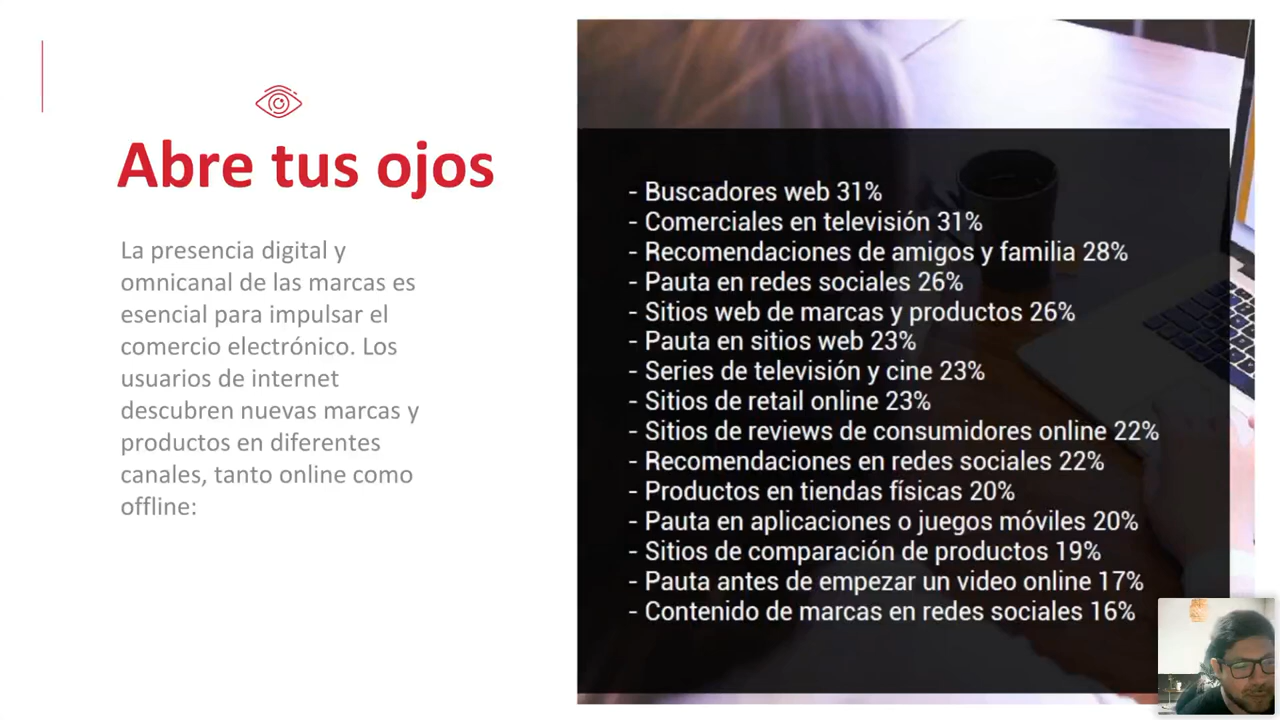 Abre tus ojos
La presencia digital y
omnicanal de las marcas es
esencial para impulsar el
comercio electrónico. Los
usuarios de internet
descubren nuevas marcas y
productos en diferentes
canales, tanto online como
offline:
- Buscadores web 31%
- Comerciales en televisión 31%
- Recomendaciones de amigos y familia 28%
- Pauta en redes sociales 26%
- Sitios web de marcas y productos 26%
- Pauta en sitios web 23%
- Series de televisión y cine 23%
- Sitios de retail online 23%
- Sitios de reviews de consumidores online 22%
- Recomendaciones en redes sociales 22%
- Productos en tiendas físicas 20%
- Pauta en aplicaciones o juegos móviles 20%
- Sitios de comparación de productos 19%
- Pauta antes de empezar un video online 17%
- Contenido de marcas en redes sociales 16%